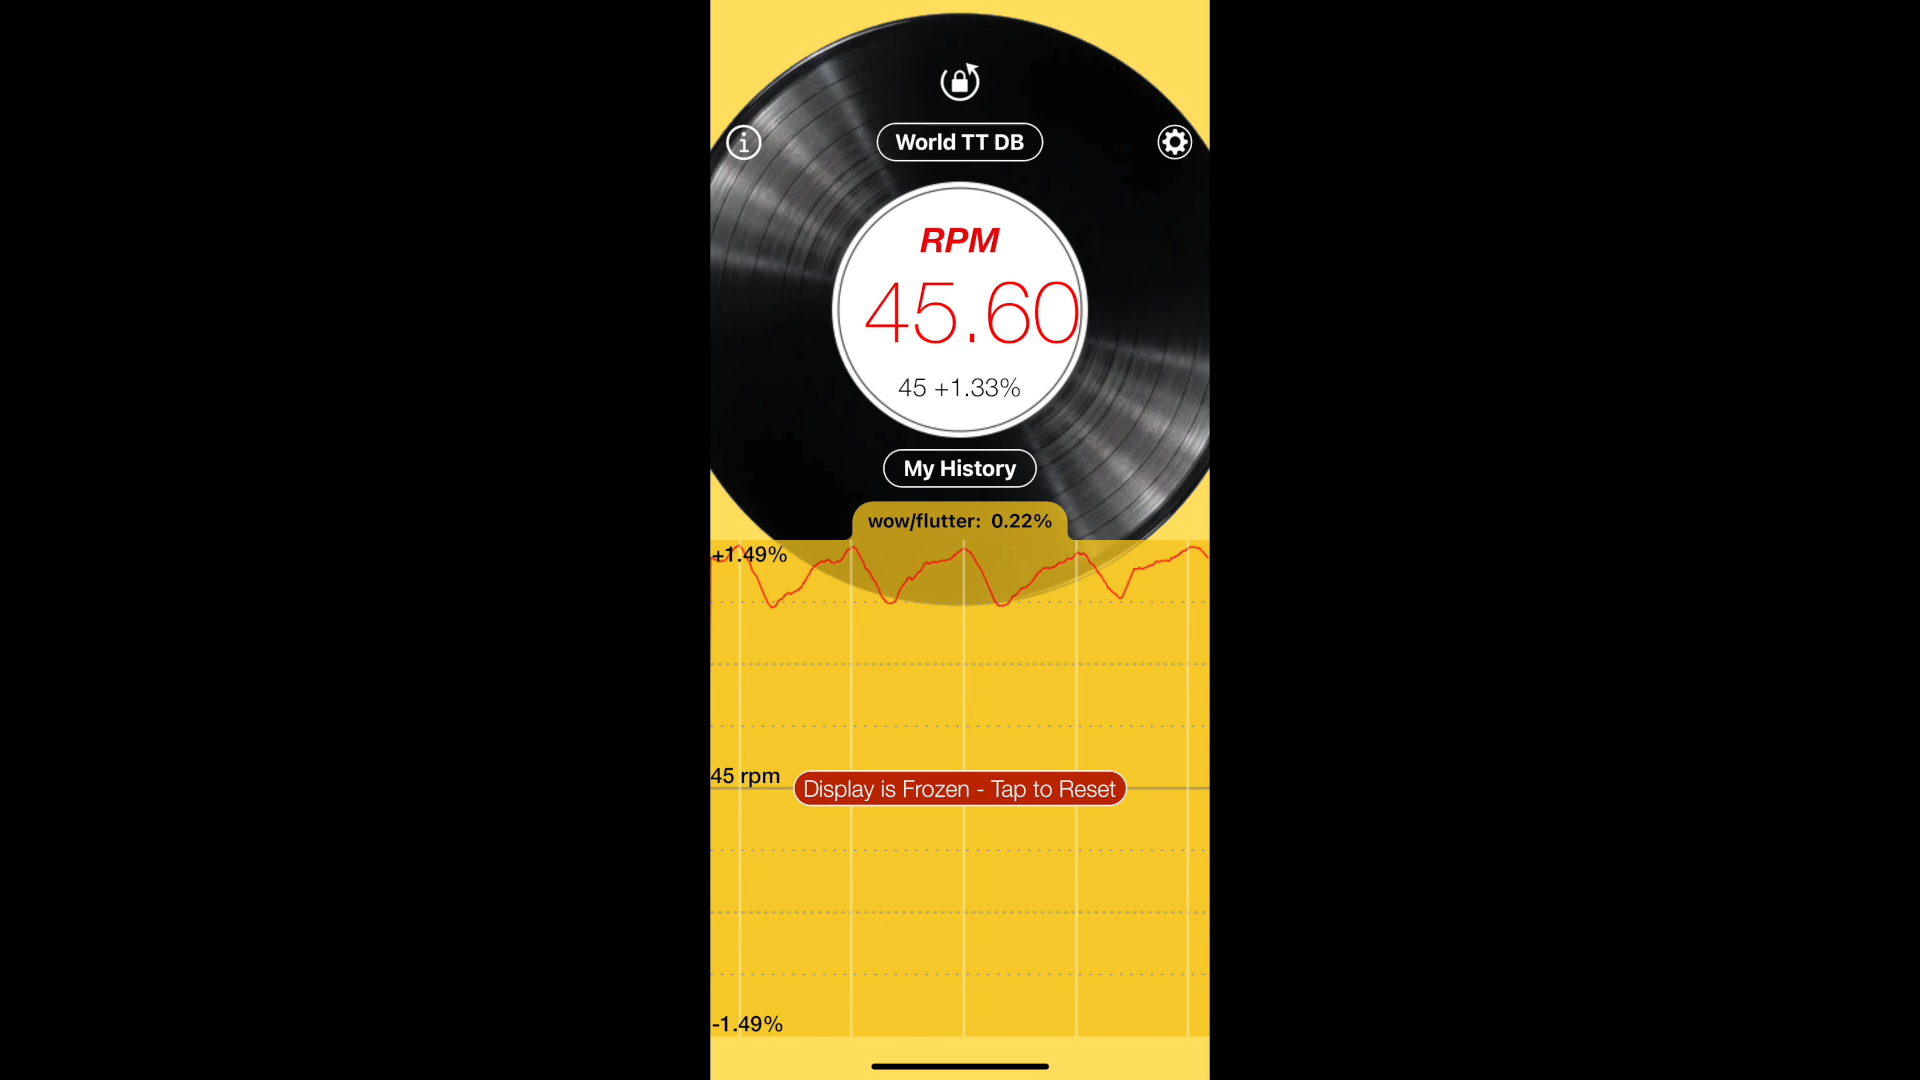 World TT DB
RPM
45.60
45 +1.33%
My History
wow/flutter: 0.22%
+1.49%
45 rpm
Display is Frozen - Tap to Reset
-1.49%